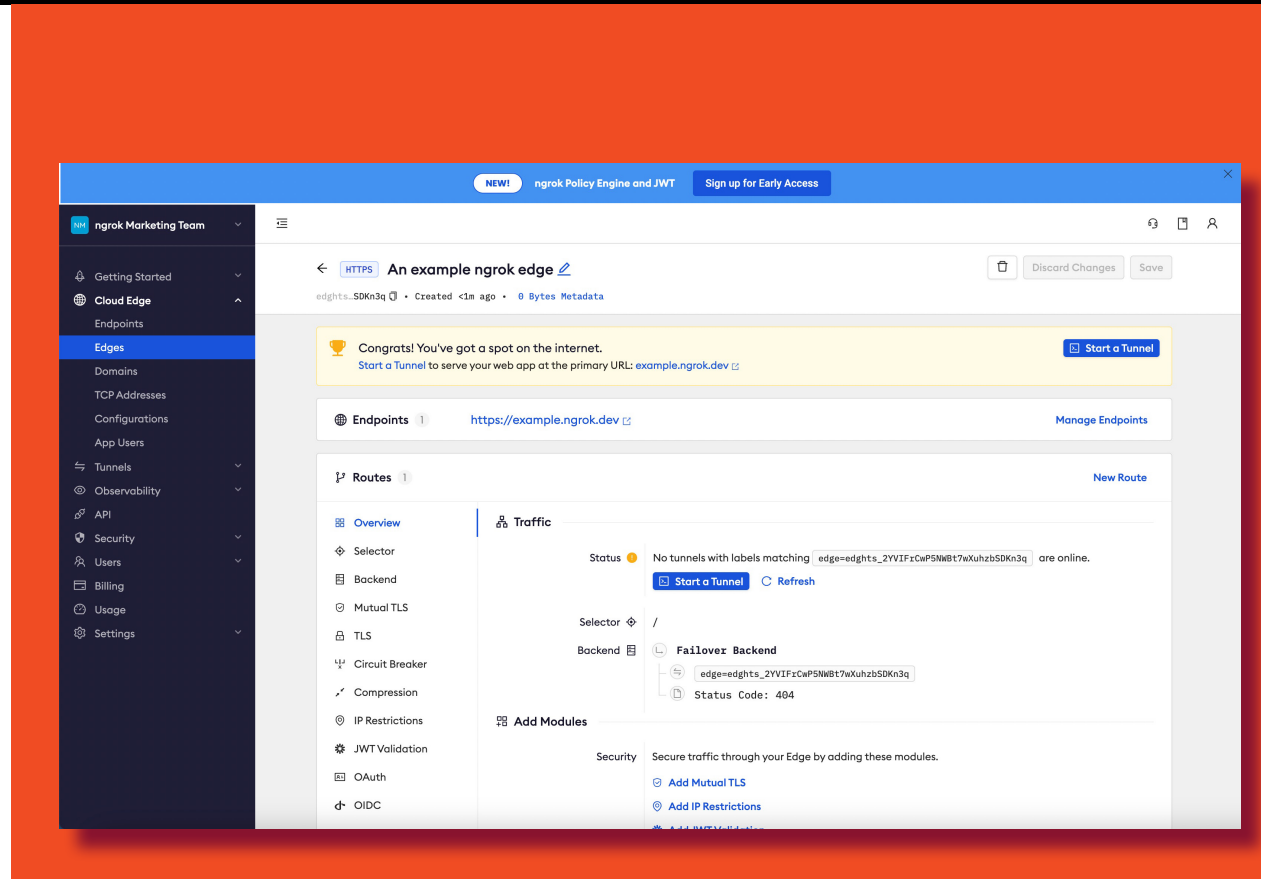 NEW! ngrok Policy Engine and JWT Sign up for Early Access
NM ngrok Marketing Team
Getting Started
Cloud Edge
Endpoints
Edges
Domains
TCP Addresses
Configurations
App Users
Tunnels
Observability
API
Security
Users
Billing
Usage
Settings
HTTPS An example ngrok edge
Discard Changes Save
edghts_…SDKn3q • Created <1m ago • 0 Bytes Metadata
Congrats! You've got a spot on the internet.
Start a Tunnel to serve your web app at the primary URL: example.ngrok.dev
Start a Tunnel
Endpoints 1 https://example.ngrok.dev Manage Endpoints
Routes 1 New Route
Overview
Selector
Backend
Mutual TLS
TLS
Circuit Breaker
Compression
IP Restrictions
JWT Validation
OAuth
OIDC
Traffic
Status No tunnels with labels matching edge=edghts_2YVIFrCwP5NWBt7wXuhzbSDKn3q are online.
Start a Tunnel Refresh
Selector /
Backend Failover Backend
edge=edghts_2YVIFrCwP5NWBt7wXuhzbSDKn3q
Status Code: 404
Add Modules
Security Secure traffic through your Edge by adding these modules.
Add Mutual TLS
Add IP Restrictions
Add JWT Validation